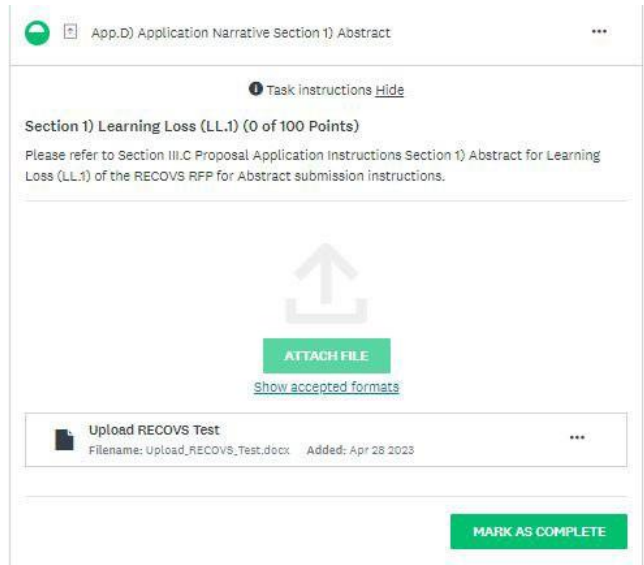 App.D) Application Narrative Section 1) Abstract
Task instructions Hide
Section 1) Learning Loss (LL.1) (0 of 100 Points)
Please refer to Section III.C Proposal Application Instructions Section 1) Abstract for Learning
Loss (LL.1) of the RECOVS RFP for Abstract submission instructions.
ATTACH FILE
Show accepted formats
Upload RECOVS Test
Filename: Upload_RECOVS_Test.docx Added: Apr 28 2023
MARK AS COMPLETE